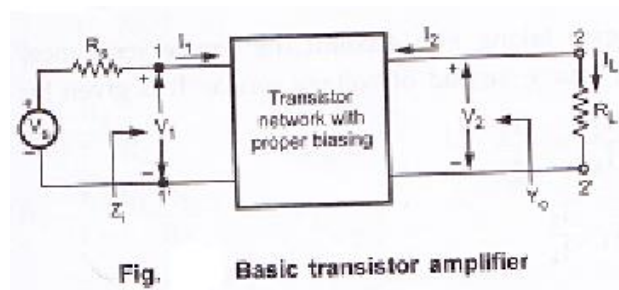 Rs 1 I1 I2 2 IL
+ + +
Vs V1 Transistor network with proper biasing V2 RL
− − −
Zi 1' Yo 2'
Fig. Basic transistor amplifier